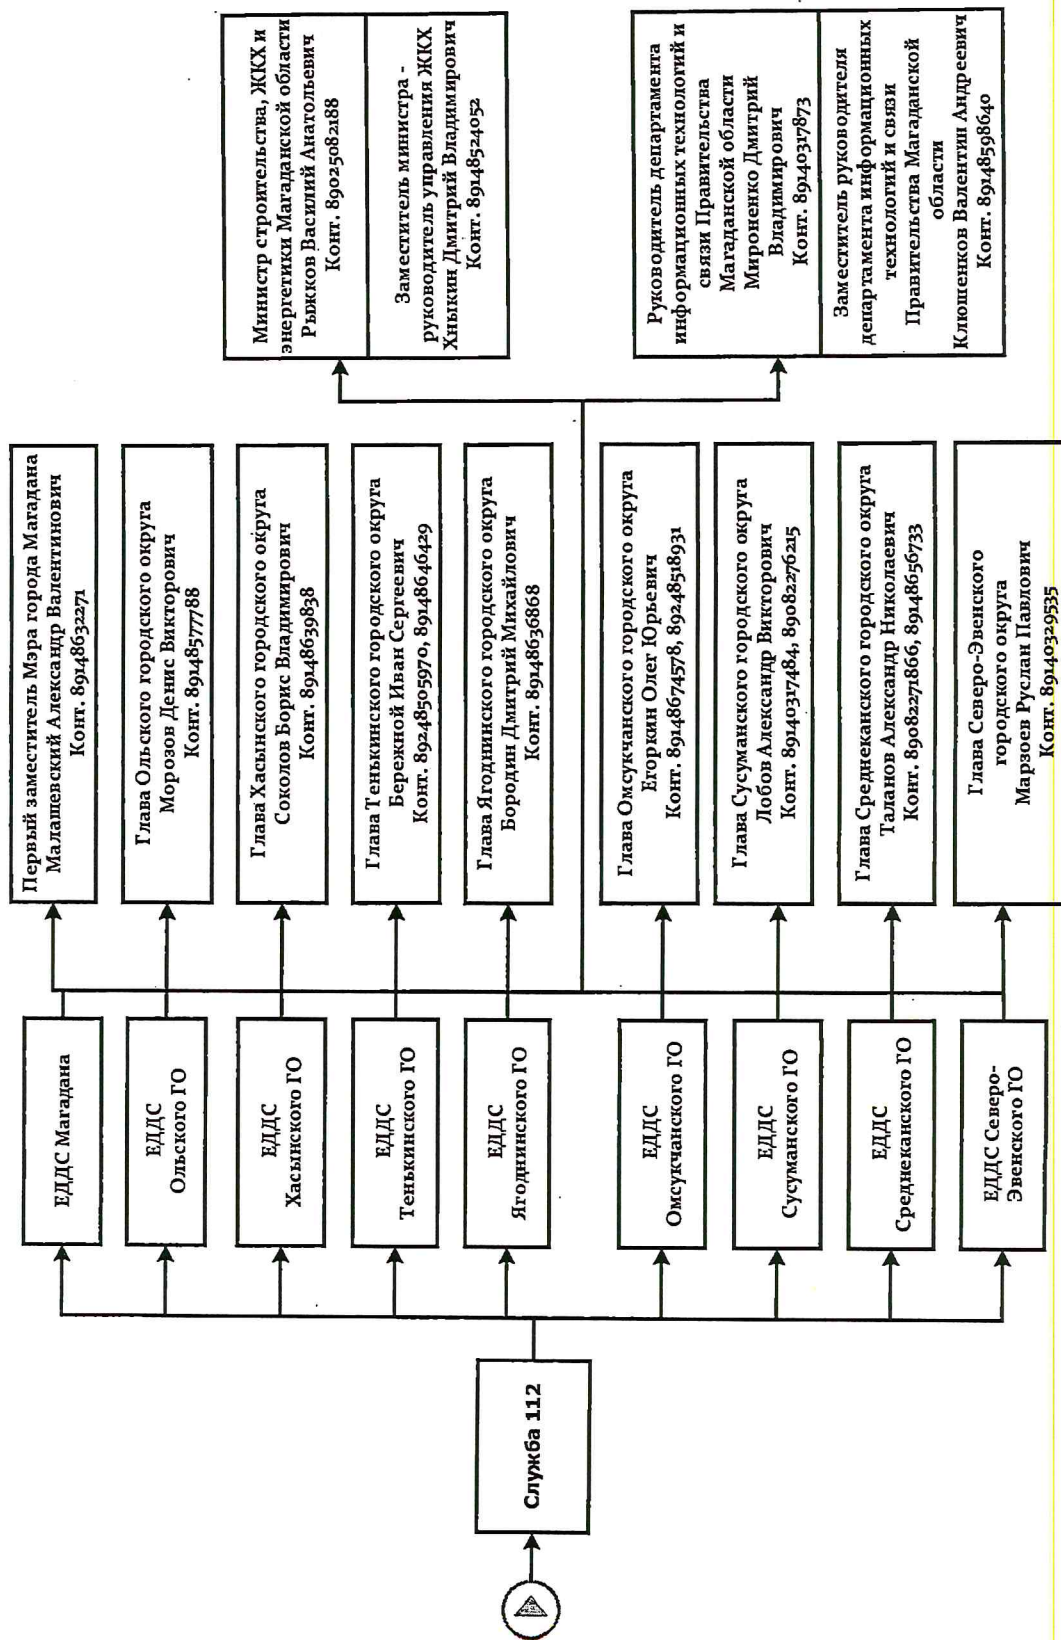 Служба 112
ЕДДС Магадана
ЕДДС
Ольского ГО
ЕДДС
Хасынского ГО
ЕДДС
Тенькинского ГО
ЕДДС
Ягоднинского ГО
ЕДДС
Омсукчанского ГО
ЕДДС
Сусуманского ГО
ЕДДС
Среднеканского ГО
ЕДДС Северо-
Эвенского ГО
Первый заместитель Мэра города Магадана
Малашевский Александр Валентинович
Конт. 89148632271
Глава Ольского городского округа
Морозов Денис Викторович
Конт. 89148577788
Глава Хасынского городского округа
Соколов Борис Владимирович
Конт. 89148639838
Глава Тенькинского городского округа
Бережной Иван Сергеевич
Конт. 89248505970, 89148646429
Глава Ягоднинского городского округа
Бородин Дмитрий Михайлович
Конт. 89148636868
Глава Омсукчанского городского округа
Егоркин Олег Юрьевич
Конт. 89148674578, 89248518931
Глава Сусуманского городского округа
Лобов Александр Викторович
Конт. 89140317484, 89082276215
Глава Среднеканского городского округа
Таланов Александр Николаевич
Конт. 89082271866, 89148656733
Глава Северо-Эвенского
городского округа
Марзоев Руслан Павлович
Конт. 89140329535
Министр строительства, ЖКХ и
энергетики Магаданской области
Рыжков Василий Анатольевич
Конт. 89025082188
Заместитель министра -
руководитель управления ЖКХ
Хныкин Дмитрий Владимирович
Конт. 89148524052
Руководитель департамента
информационных технологий и
связи Правительства
Магаданской области
Мироненко Дмитрий
Владимирович
Конт. 89140317873
Заместитель руководителя
департамента информационных
технологий и связи
Правительства Магаданской
области
Клюшенков Валентин Андреевич
Конт. 89148598640